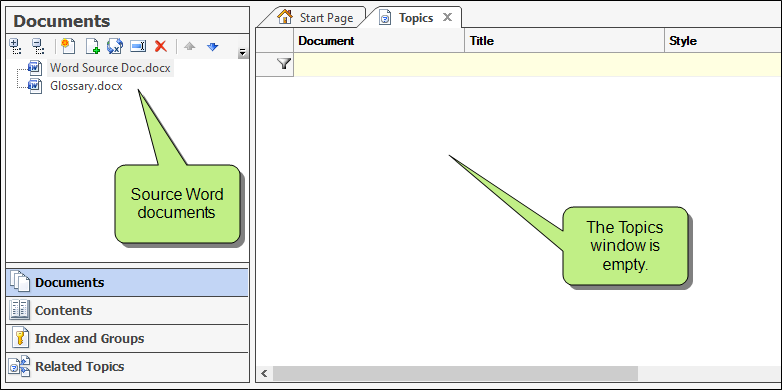 Documents
Start Page
Topics
Document Title Style
Word Source Doc.docx
Glossary.docx
Source Word
documents
The Topics
window is
empty.
Documents
Contents
Index and Groups
Related Topics